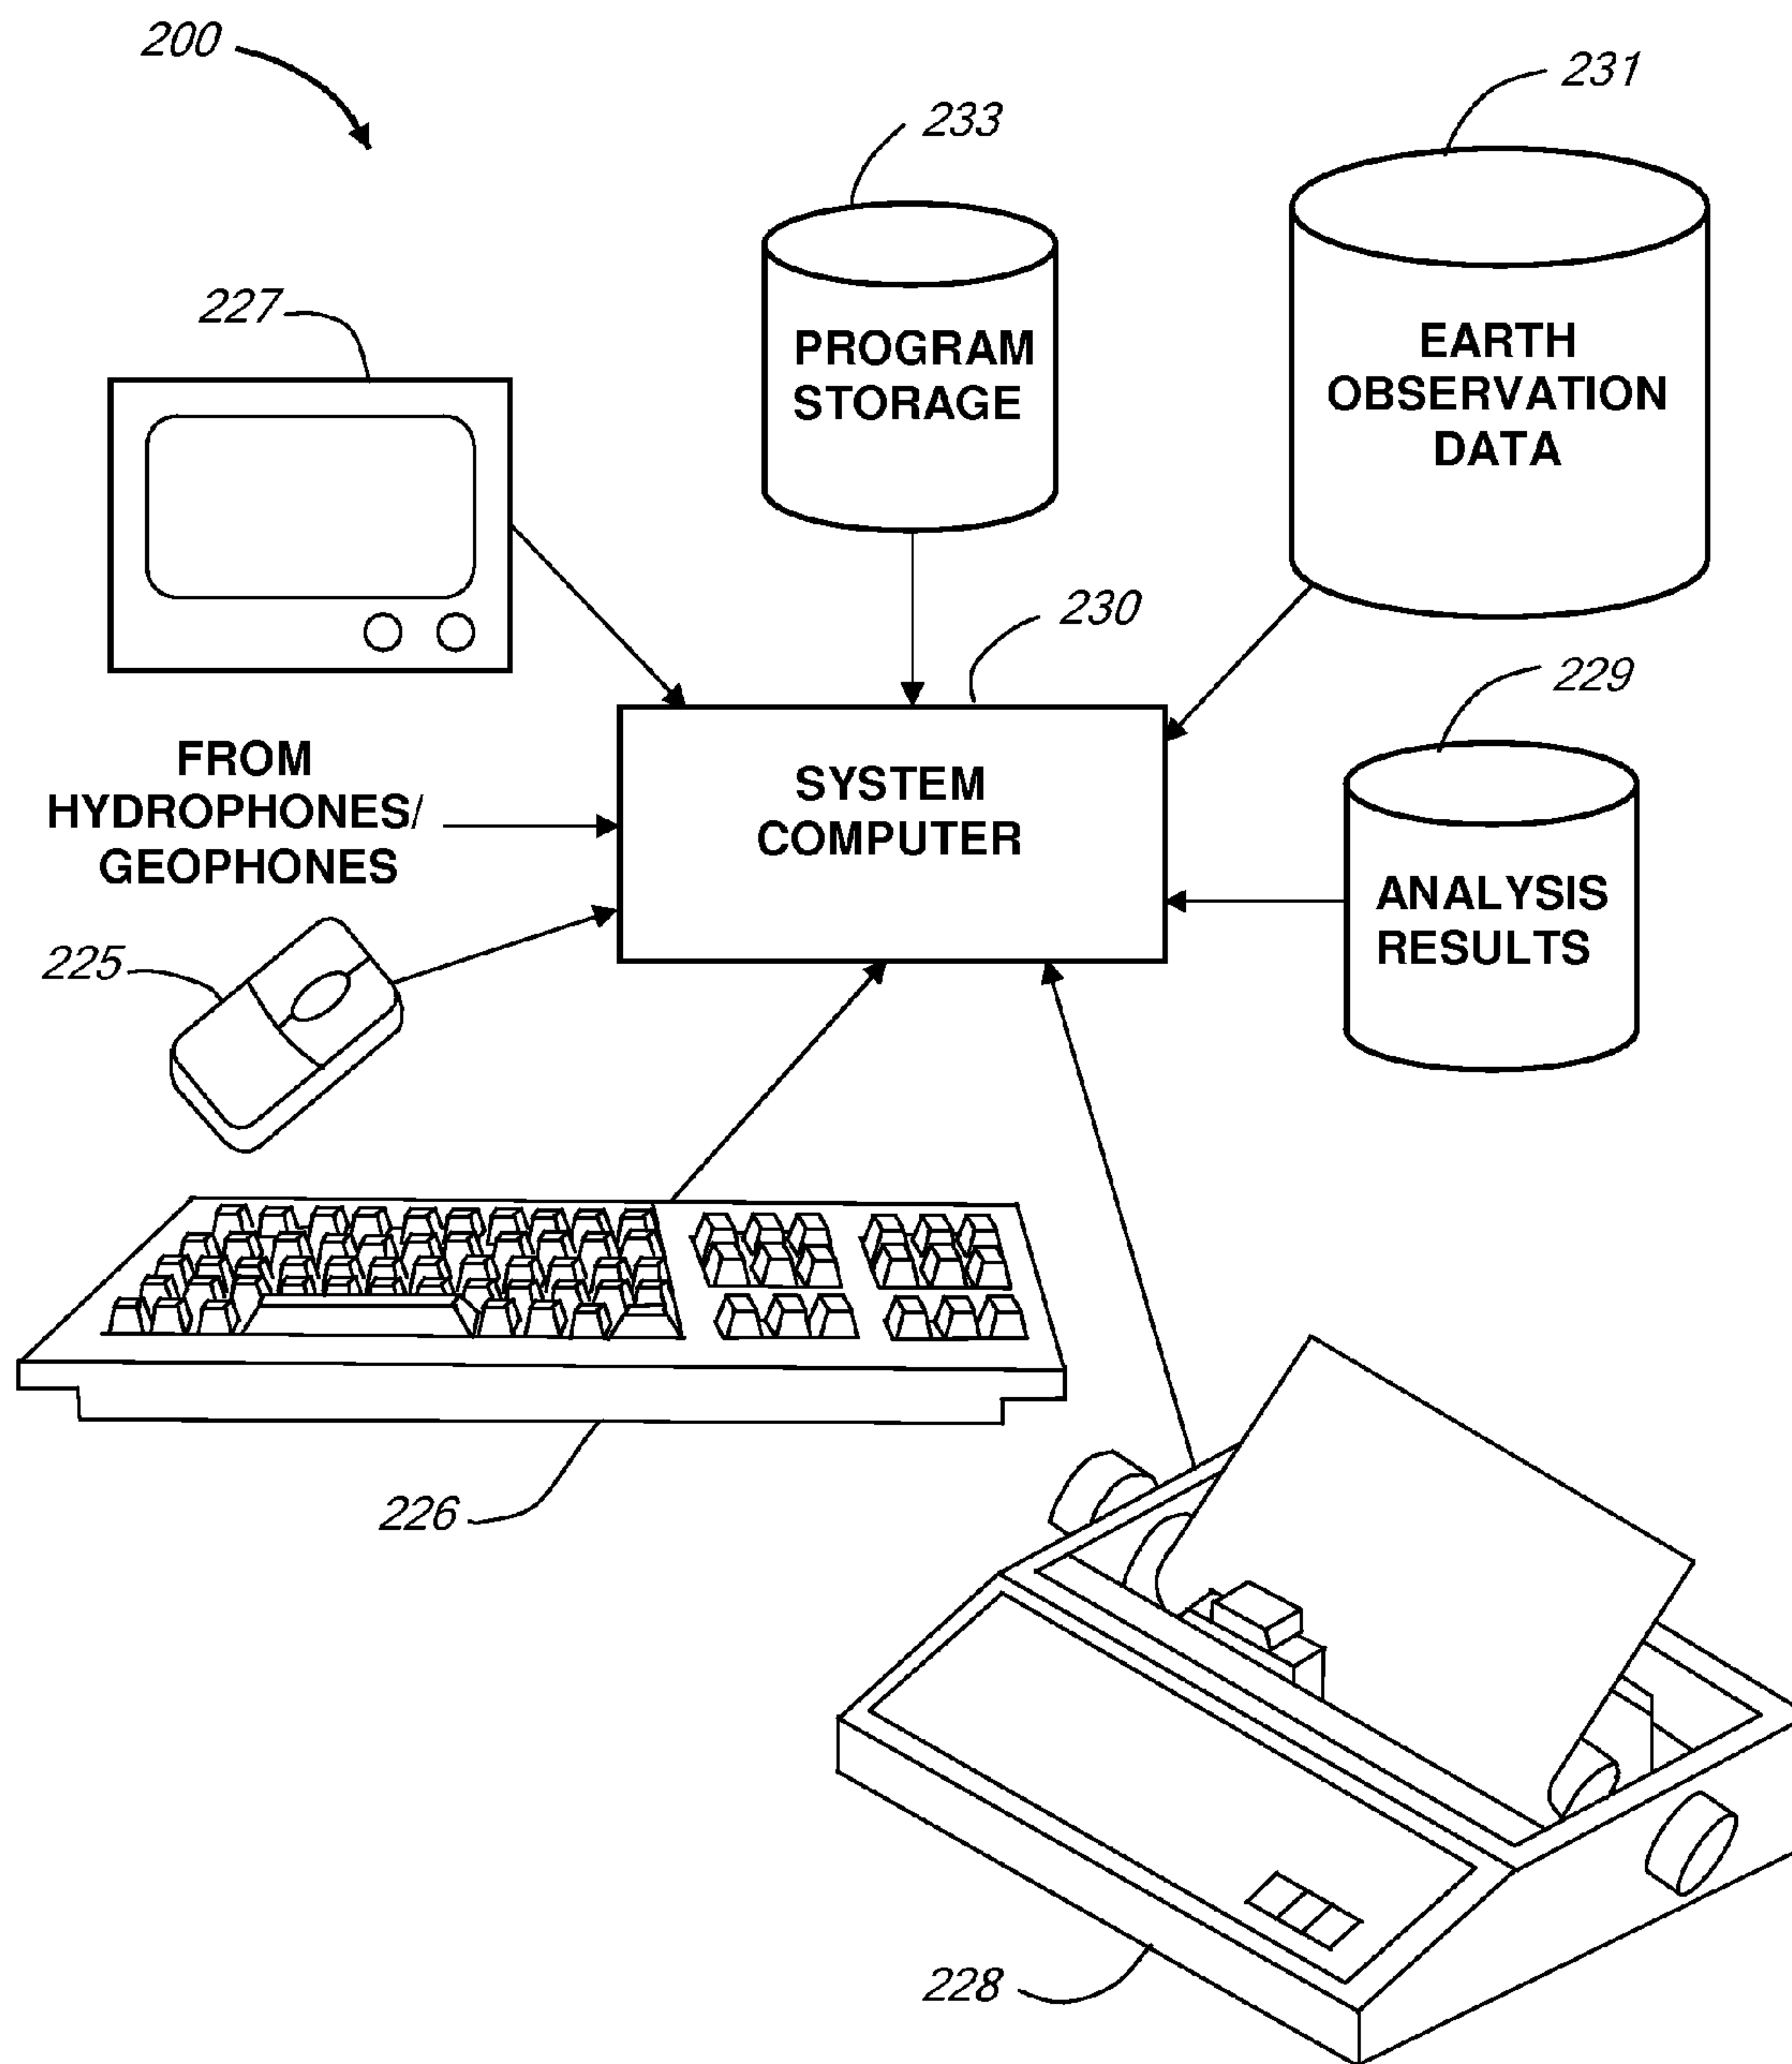 200
231
233
227
PROGRAM
STORAGE
EARTH
OBSERVATION
DATA
230
229
FROM
HYDROPHONES/
GEOPHONES
SYSTEM
COMPUTER
ANALYSIS
RESULTS
225
226
228